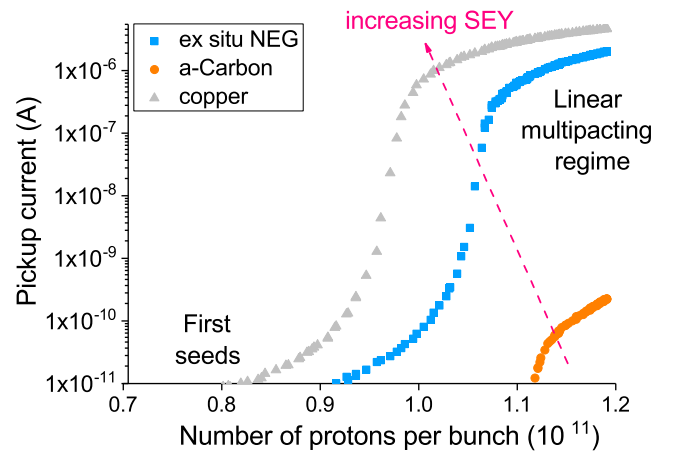 increasing SEY
ex situ NEG
a-Carbon
copper
Linear
multipacting
regime
First
seeds
Pickup current (A)
1x10⁻⁶
1x10⁻⁷
1x10⁻⁸
1x10⁻⁹
1x10⁻¹⁰
1x10⁻¹¹
0.7 0.8 0.9 1.0 1.1 1.2
Number of protons per bunch (10 ¹¹)